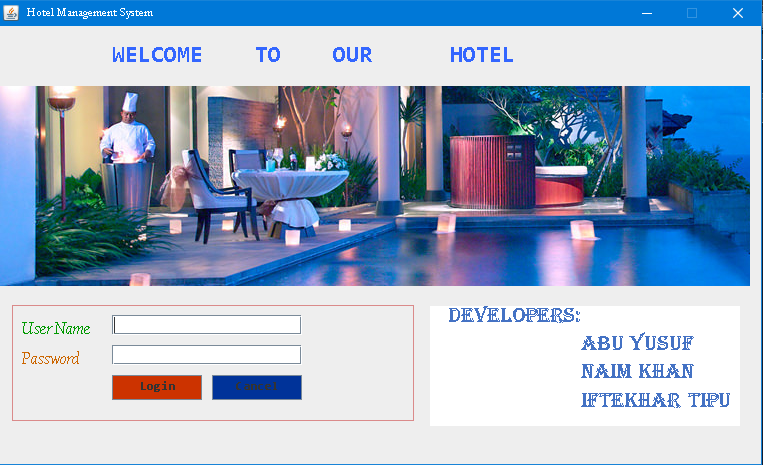 Hotel Management System
WELCOME TO OUR HOTEL
User Name
Password
Login
Cancel
DEVELOPERS:
ABU YUSUF
NAIM KHAN
IFTEKHAR TIPU